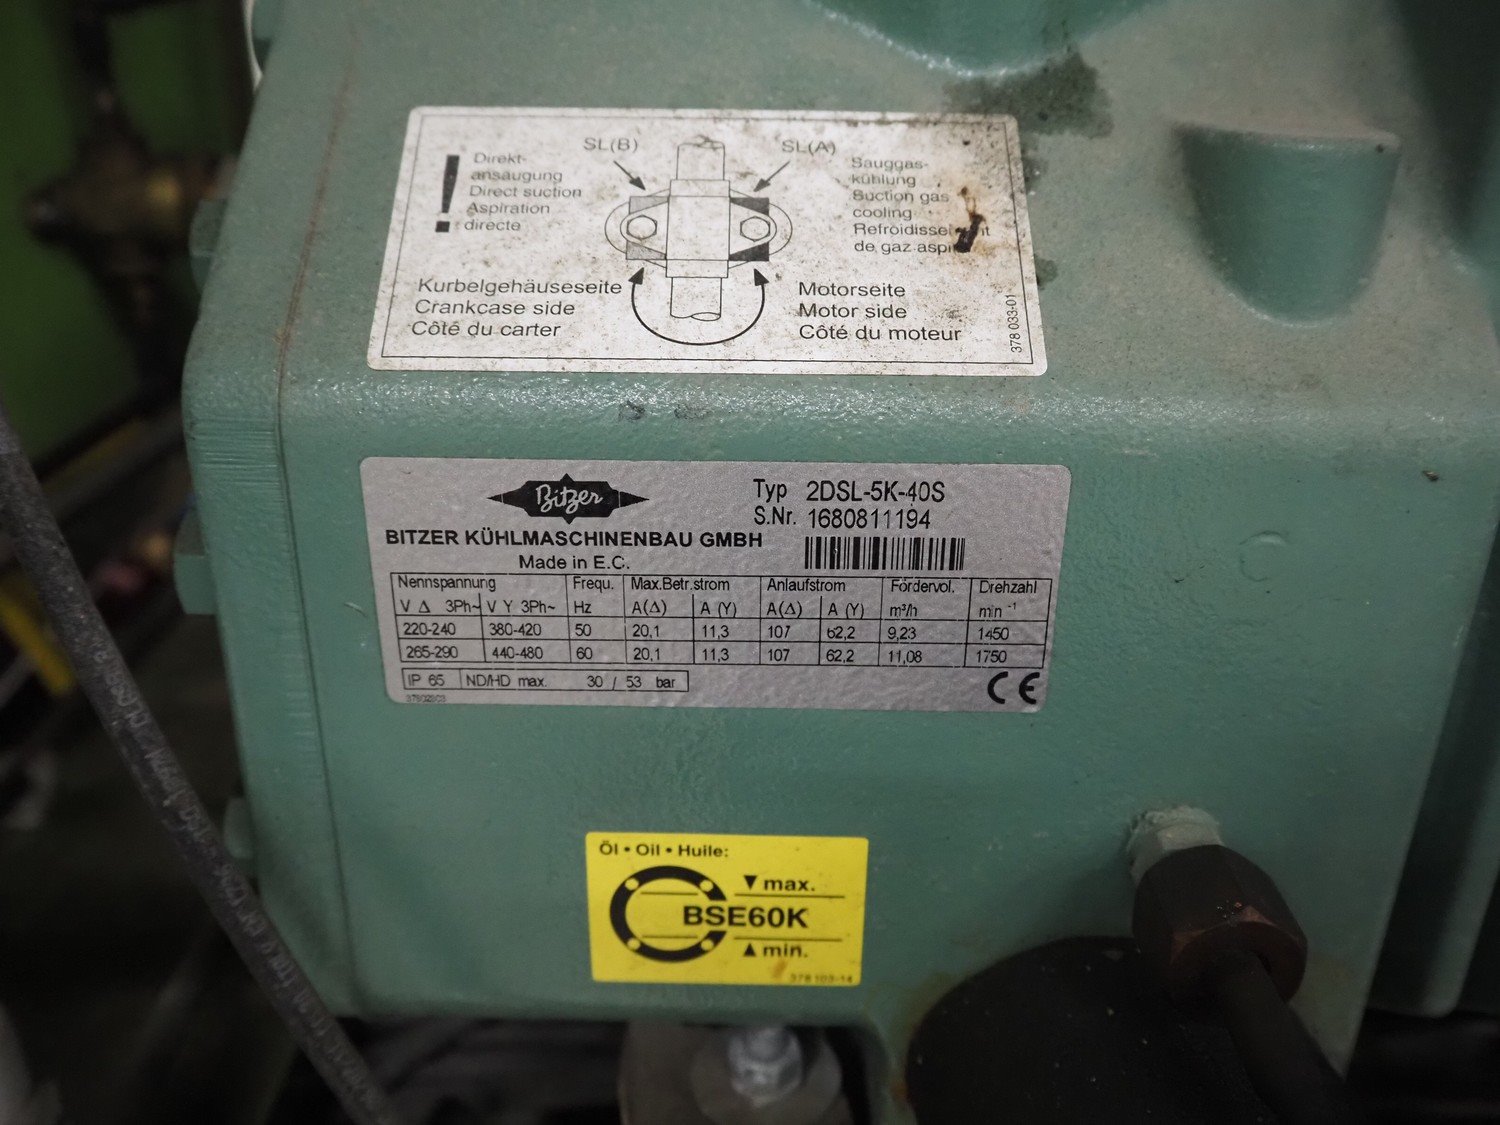 SL(B)
SL(A)
Direkt-
ansaugung
Direct suction
Aspiration
directe
Sauggas-
kühlung
Suction gas
cooling
de gaz
Kurbelgehäuseseite
Crankcase side
Côté du carter
Motorseite
Motor side
Côté du moteur
378 033-01
Bitzer
BITZER KÜHLMASCHINENBAU GMBH
Made in E.C.
Typ 2DSL-5K-40S
S.Nr. 1680811194
Nennspannung Frequ. Max.Betr.strom Anlaufstrom Fördervol. Drehzahl
V Δ 3Ph~ V Y 3Ph~ Hz A(Δ) A (Y) A(Δ) A (Y) m³/h min -1
220-240 380-420 50 20,1 11,3 107 62,2 9,23 1450
265-290 440-480 60 20,1 11,3 107 62,2 11,08 1750
IP 65 ND/HD max. 30 / 53 bar
CE
Öl • Oil • Huile:
▼ max.
BSE60K
▲ min.
378 103-14